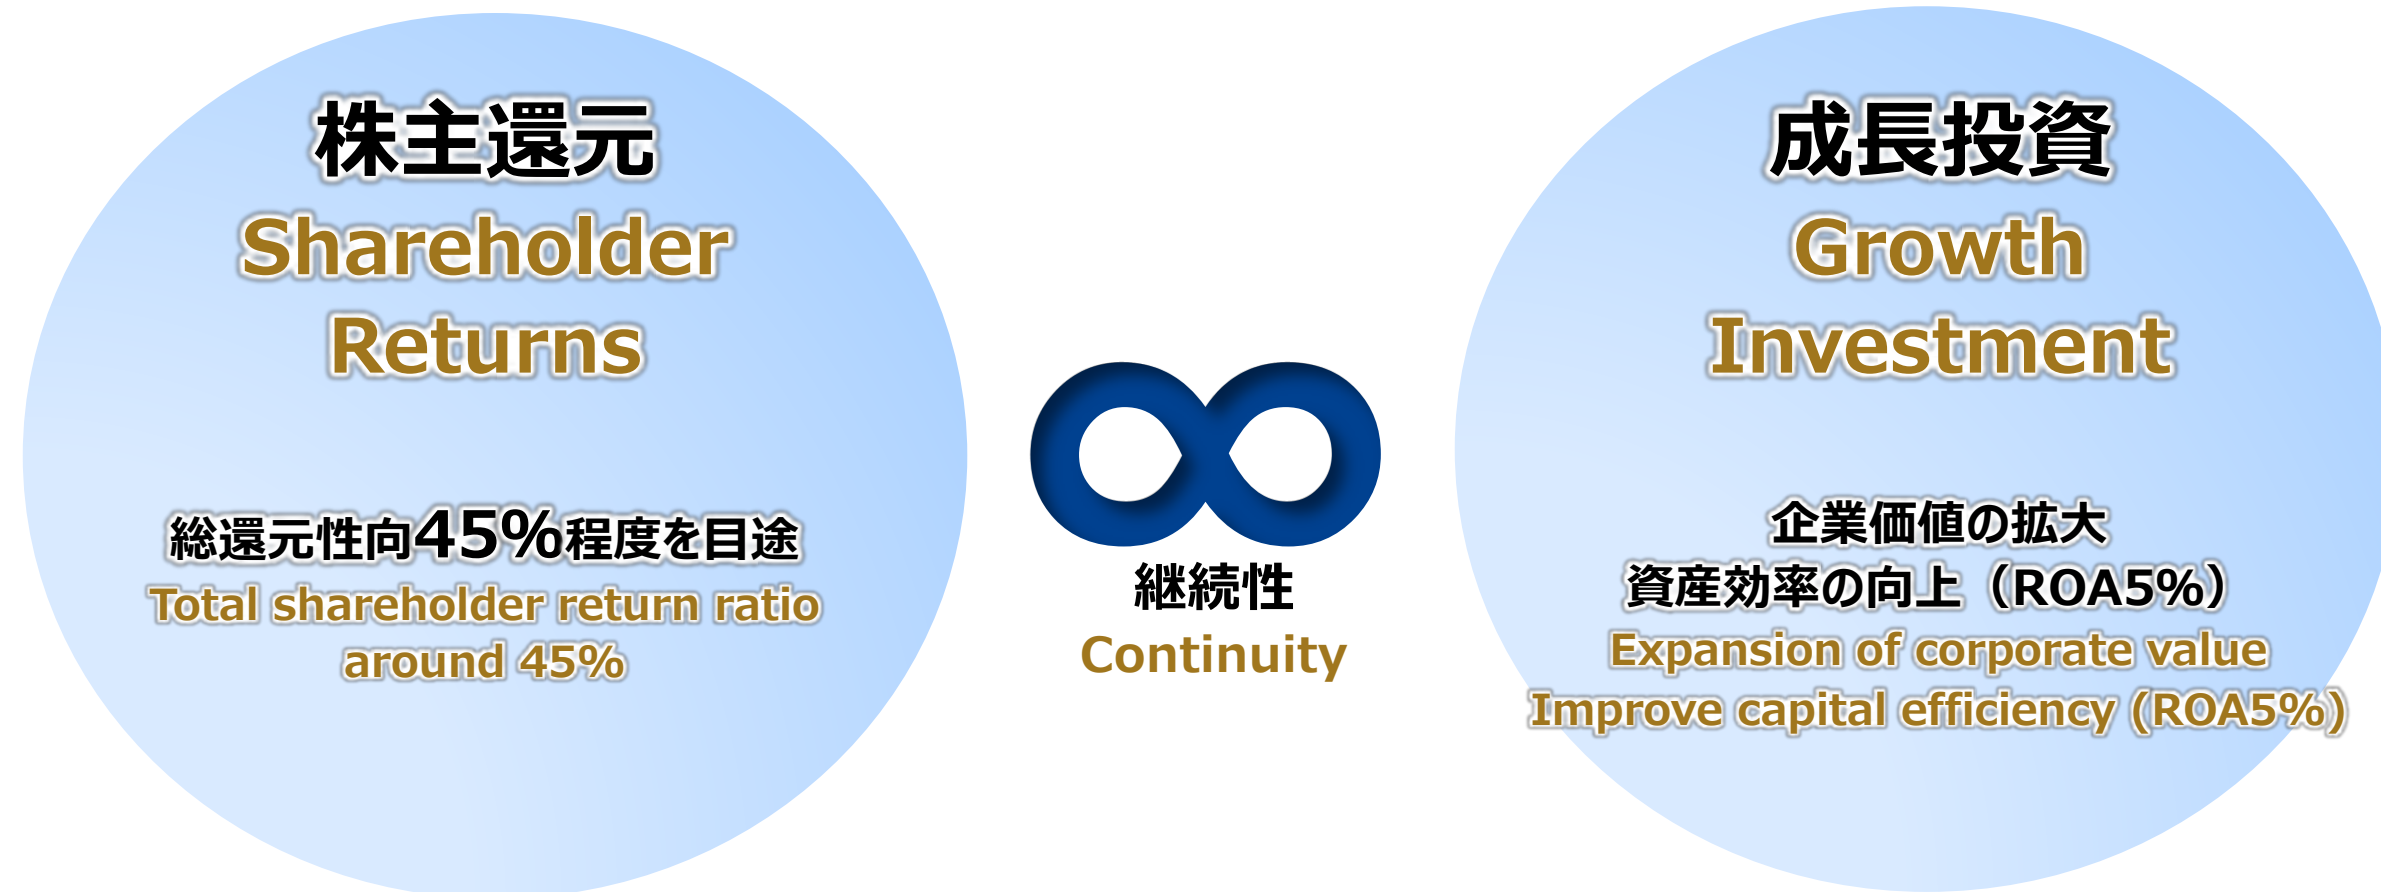 株主還元
Shareholder
Returns
総還元性向45%程度を目途
Total shareholder return ratio
around 45%
継続性
Continuity
成長投資
Growth
Investment
企業価値の拡大
資産効率の向上（ROA5%）
Expansion of corporate value
Improve capital efficiency (ROA5%)